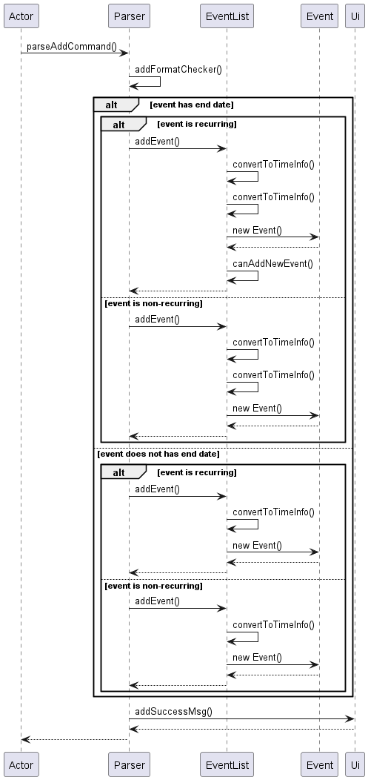 Actor Parser EventList Event Ui
parseAddCommand()
addFormatChecker()
alt [event has end date]
alt [event is recurring]
addEvent()
convertToTimeInfo()
convertToTimeInfo()
new Event()
canAddNewEvent()
[event is non-recurring]
addEvent()
convertToTimeInfo()
convertToTimeInfo()
new Event()
[event does not has end date]
alt [event is recurring]
addEvent()
convertToTimeInfo()
new Event()
[event is non-recurring]
addEvent()
convertToTimeInfo()
new Event()
addSuccessMsg()
Actor Parser EventList Event Ui